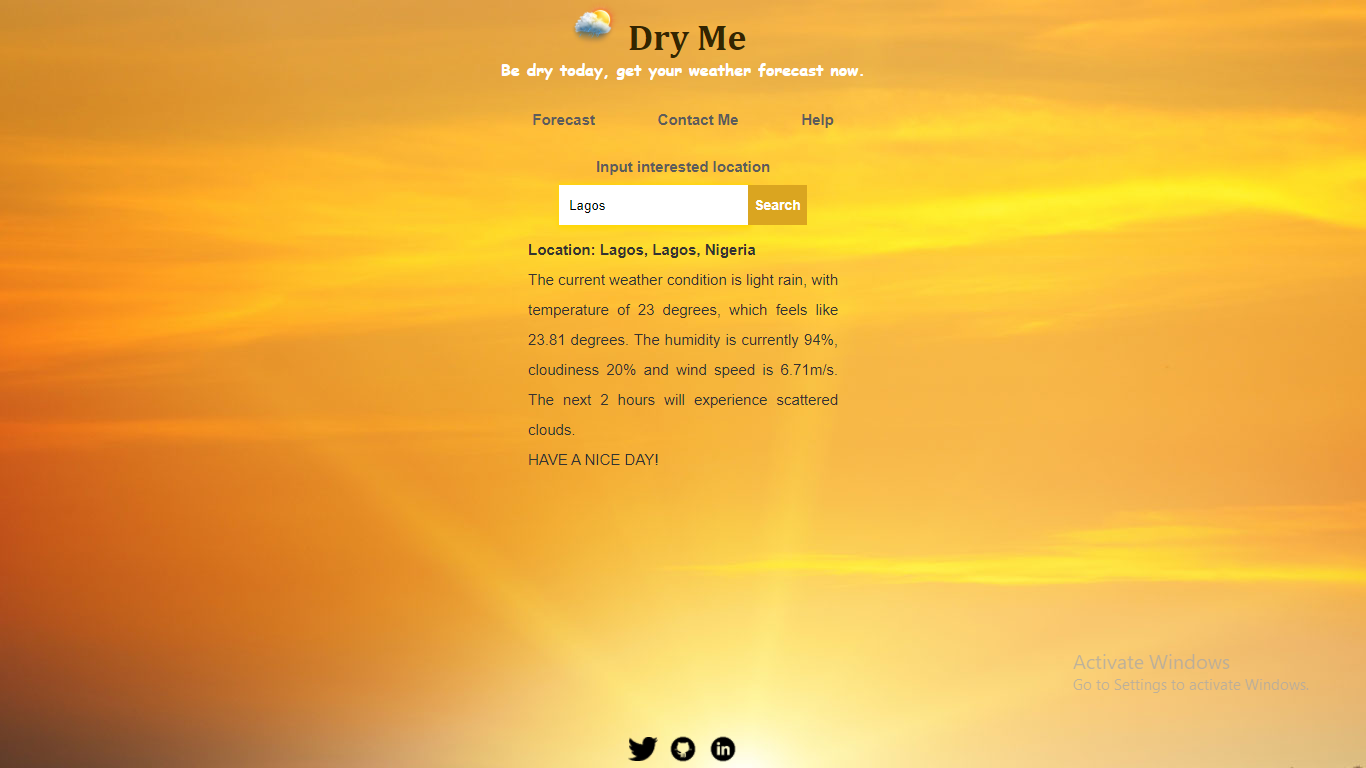 Dry Me
Be dry today, get your weather forecast now.
Forecast Contact Me Help
Input interested location
Lagos Search
Location: Lagos, Lagos, Nigeria
The current weather condition is light rain, with
temperature of 23 degrees, which feels like
23.81 degrees. The humidity is currently 94%,
cloudiness 20% and wind speed is 6.71m/s.
The next 2 hours will experience scattered
clouds.
HAVE A NICE DAY!
Activate Windows
Go to Settings to activate Windows.
in